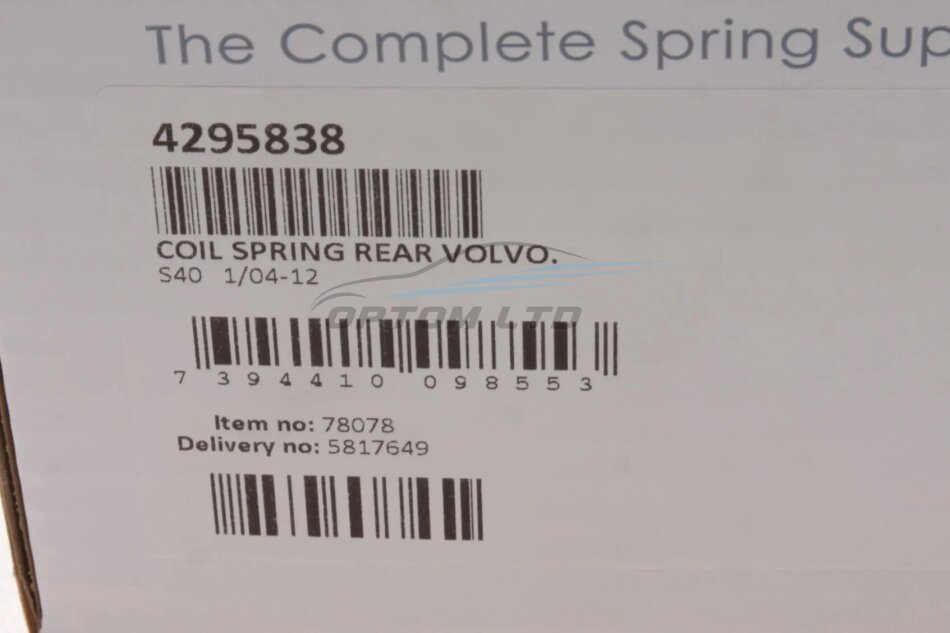 The Complete Spring
4295838
COIL SPRING REAR VOLVO.
S40 1/04-12
OPTOM LTD
7 394410 098553
Item no: 78078
Delivery no: 5817649